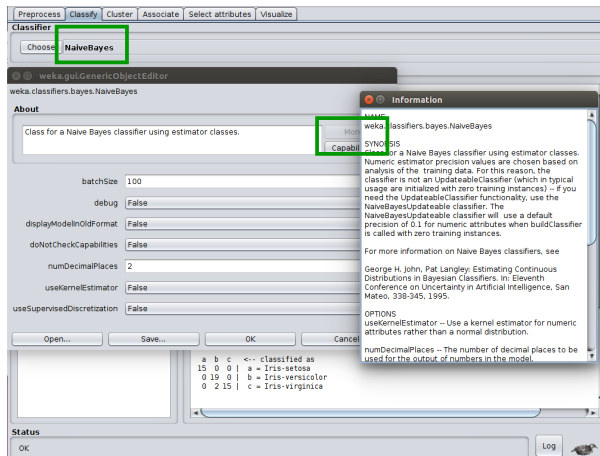 Preprocess Classify Cluster Associate Select attributes Visualize
Classifier
Choose NaiveBayes
weka.gui.GenericObjectEditor
weka.classifiers.bayes.NaiveBayes
About
Class for a Naive Bayes classifier using estimator classes.
Capabil
batchSize 100
debug False
displayModelInOldFormat False
doNotCheckCapabilities False
numDecimalPlaces 2
useKernelEstimator False
useSupervisedDiscretization False
Open... Save... OK Cancel
Information
NAME
weka.classifiers.bayes.NaiveBayes
SYNOPSIS
Class for a Naive Bayes classifier using estimator classes.
Numeric estimator precision values are chosen based on
analysis of the training data. For this reason, the
classifier is not an UpdateableClassifier (which in typical
usage are initialized with zero training instances) -- if you
need the UpdateableClassifier functionality, use the
NaiveBayesUpdateable classifier. The
NaiveBayesUpdateable classifier will use a default
precision of 0.1 for numeric attributes when buildClassifier
is called with zero training instances.
For more information on Naive Bayes classifiers, see
George H. John, Pat Langley: Estimating Continuous
Distributions in Bayesian Classifiers. In: Eleventh
Conference on Uncertainty in Artificial Intelligence, San
Mateo, 338-345, 1995.
OPTIONS
useKernelEstimator -- Use a kernel estimator for numeric
attributes rather than a normal distribution.
numDecimalPlaces -- The number of decimal places to be
used for the output of numbers in the model.
a b c <-- classified as
15 0 0 | a = Iris-setosa
0 19 0 | b = Iris-versicolor
0 2 15 | c = Iris-virginica
Status
OK
Log